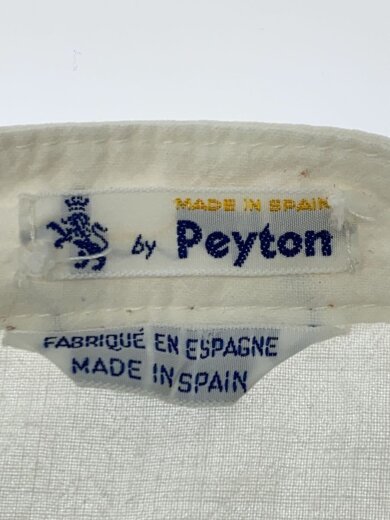 MADE IN SPAIN
by Peyton
FABRIQUÉ EN ESPAGNE
MADE IN SPAIN